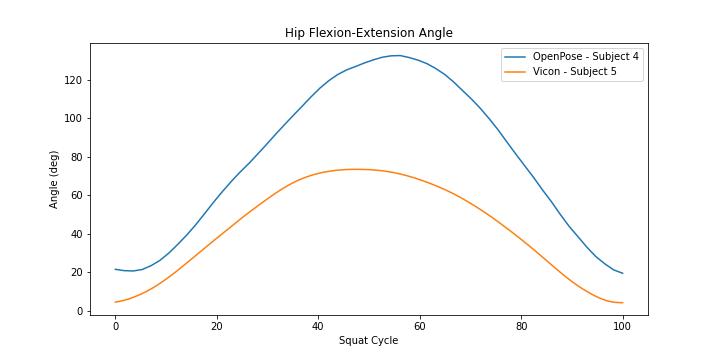 Hip Flexion-Extension Angle
OpenPose - Subject 4
Vicon - Subject 5
Angle (deg)
120
100
80
60
40
20
0
0 20 40 60 80 100
Squat Cycle